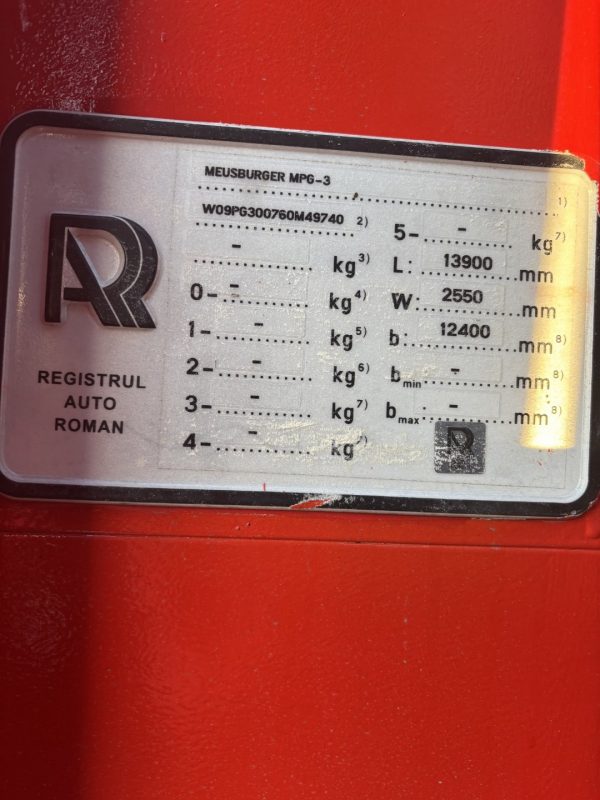 MEUSBURGER MPG-3
1)
W09PG300760M49740 2)
- kg3)
0- - kg4)
1- - kg5)
2- - kg6)
3- - kg7)
4- - kg7)
5- - kg7)
L: 13900 mm
W: 2550 mm
b: 12400 mm8)
bmin - mm8)
bmax: - mm8)
R
REGISTRUL
AUTO
ROMAN
R